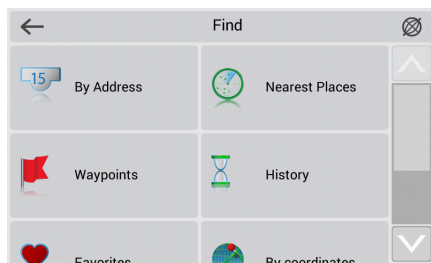 Find
15 By Address
Nearest Places
Waypoints
History
Favorites
By coordinates